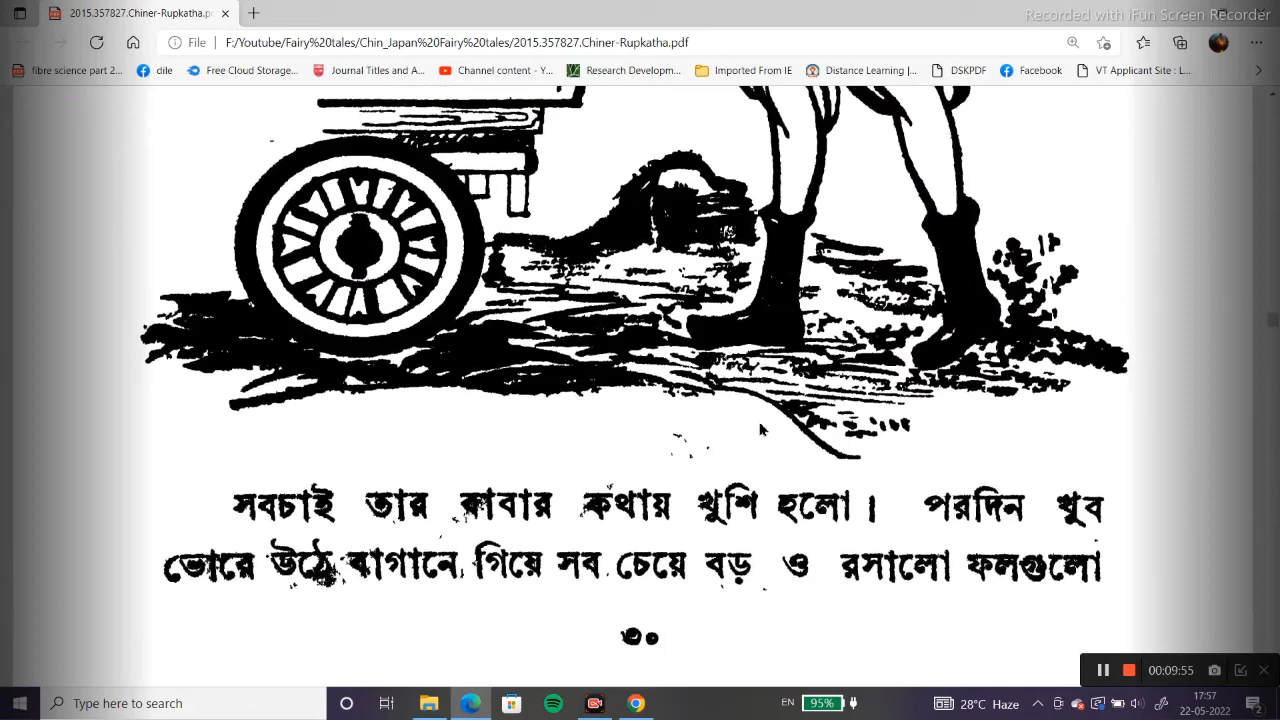 2015.357827.Chiner-Rupkatha.p
Recorded with iFun Screen Recorder
File F:/Youtube/Fairy%20tales/Chin_Japan%20Fairy%20tales/2015.357827.Chiner-Rupkatha.pdf
fibre science part 2... dile Free Cloud Storage... Journal Titles and A... Channel content - Y... Research Developm... Imported From IE Distance Learning |... DSKPDF Facebook VT Applicant Site : L...
সবচাই তার বাবার কথায় খুশি হলো। পরদিন খুব
ভোরে উঠে বাগানে গিয়ে সব চেয়ে বড় ও রসালো ফলগুলো
৩০
00:09:55
Type here to search EN 95% 28°C Haze 17:57
22-05-2022